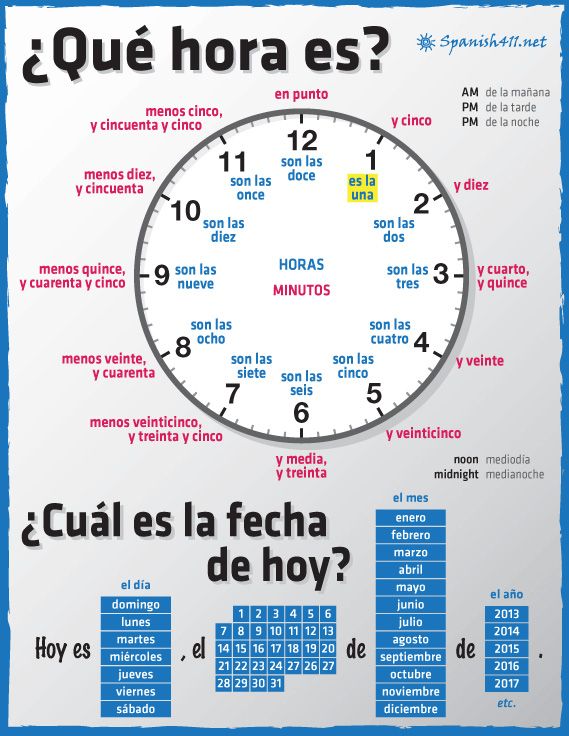 ¿Qué hora es?
Spanish411.net
AM de la mañana
PM de la tarde
PM de la noche
en punto
y cinco
y diez
y cuarto,
y quince
y veinte
y veinticinco
y media,
y treinta
menos veinticinco,
y treinta y cinco
menos veinte,
y cuarenta
menos quince,
y cuarenta y cinco
menos diez,
y cincuenta
menos cinco,
y cincuenta y cinco
12
son las
doce
1
es la
una
2
son las
dos
3
son las
tres
4
son las
cuatro
5
son las
cinco
6
son las
seis
7
son las
siete
8
son las
ocho
9
son las
nueve
10
son las
diez
11
son las
once
HORAS
MINUTOS
noon mediodía
midnight medianoche
¿Cuál es la fecha
de hoy?
Hoy es
el día
domingo
lunes
martes
miércoles
jueves
viernes
sábado
, el
1 2 3 4 5 6
7 8 9 10 11 12 13
14 15 16 17 18 19 20
21 22 23 24 25 26 27
28 29 30 31
de
el mes
enero
febrero
marzo
abril
mayo
junio
julio
agosto
septiembre
octubre
noviembre
diciembre
de
el año
2013
2014
2015
2016
2017
etc.
.